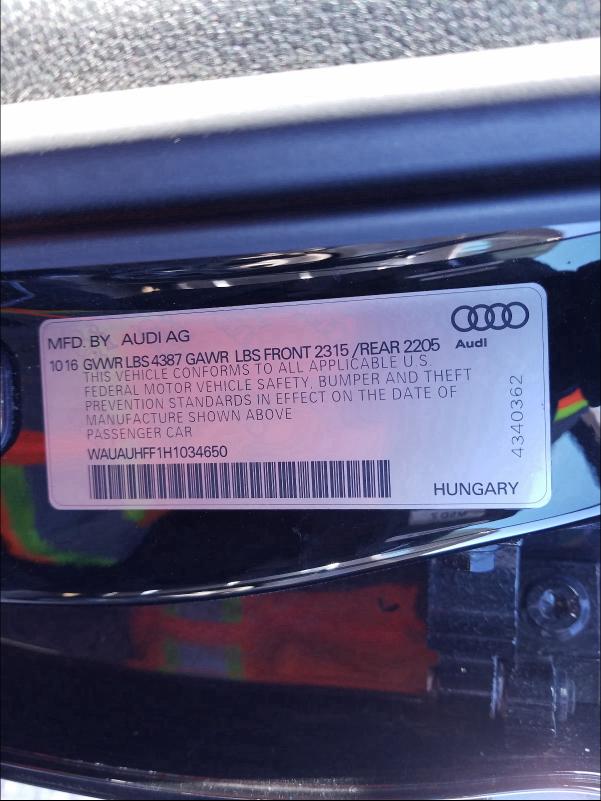 MFD. BY AUDI AG
Audi
10 16 GVWR LBS 4387 GAWR LBS FRONT 2315 /REAR 2205
THIS VEHICLE CONFORMS TO ALL APPLICABLE U.S.
FEDERAL MOTOR VEHICLE SAFETY, BUMPER AND THEFT
PREVENTION STANDARDS IN EFFECT ON THE DATE OF
MANUFACTURE SHOWN ABOVE
PASSENGER CAR
WAUAUHFF1H1034650
4340362
HUNGARY